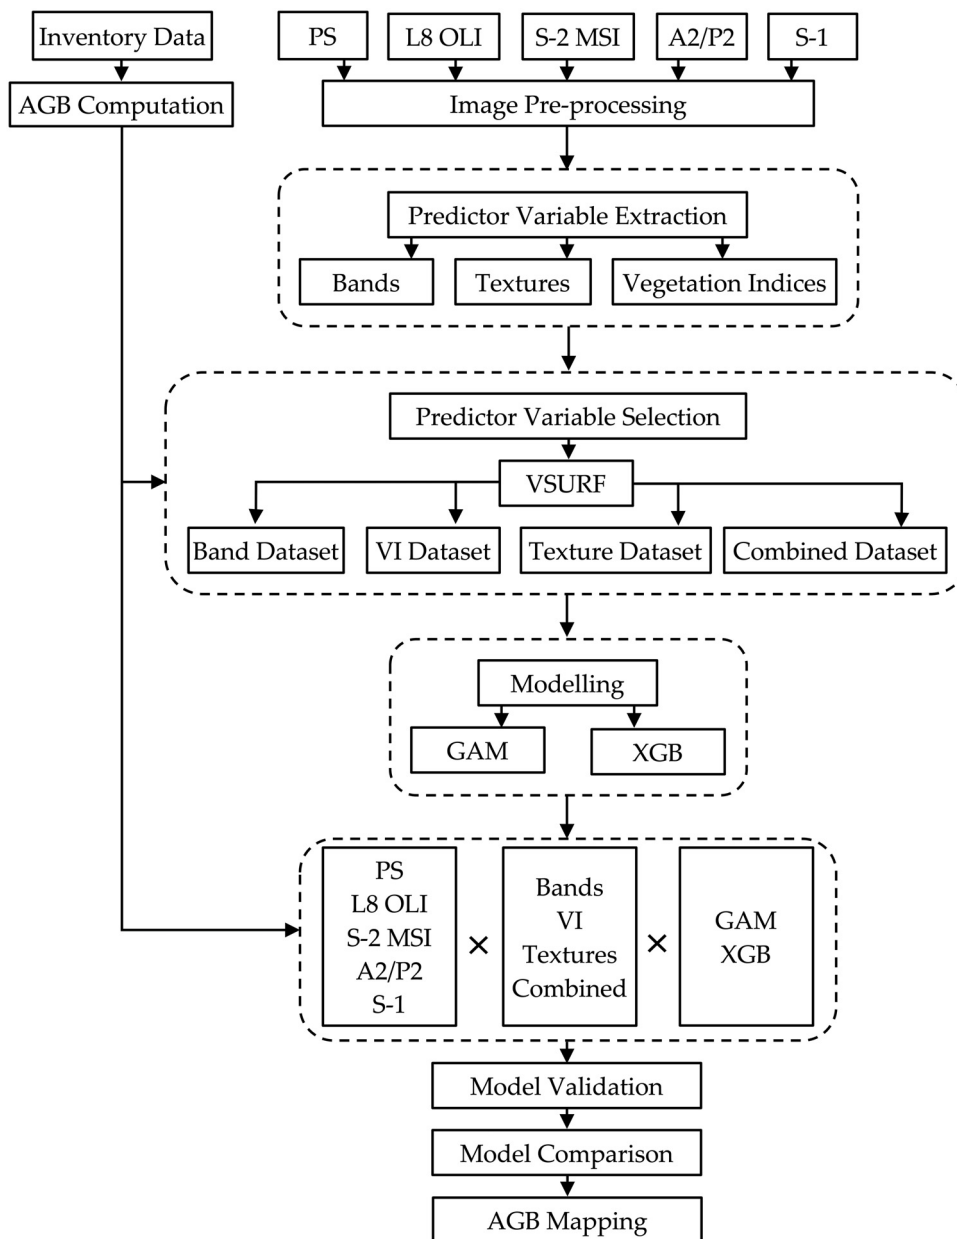 Inventory Data
PS
L8 OLI
S-2 MSI
A2/P2
S-1
AGB Computation
Image Pre-processing
Predictor Variable Extraction
Bands
Textures
Vegetation Indices
Predictor Variable Selection
VSURF
Band Dataset
VI Dataset
Texture Dataset
Combined Dataset
Modelling
GAM
XGB
PS
L8 OLI
S-2 MSI
A2/P2
S-1
×
Bands
VI
Textures
Combined
×
GAM
XGB
Model Validation
Model Comparison
AGB Mapping